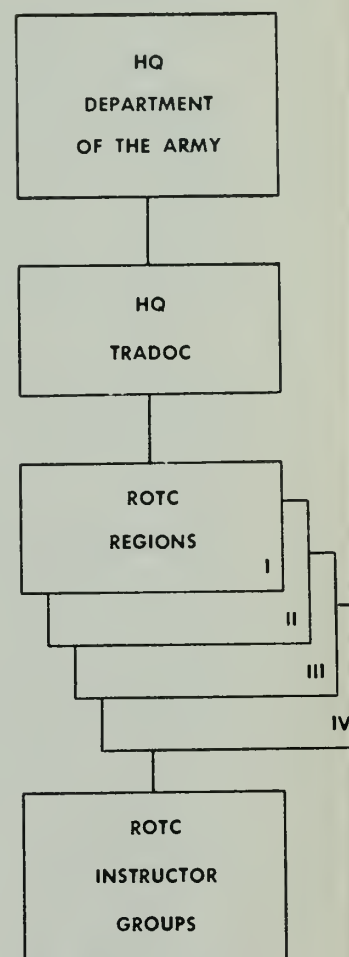 HQ
DEPARTMENT
OF THE ARMY
HQ
TRADOC
ROTC
REGIONS
I
II
III
IV
ROTC
INSTRUCTOR
GROUPS